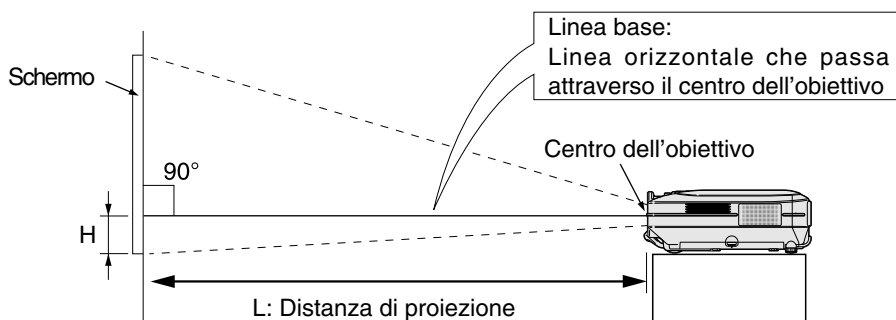 Linea base:
Linea orizzontale che passa
attraverso il centro dell'obiettivo
Schermo
Centro dell'obiettivo
90°
H
L: Distanza di proiezione